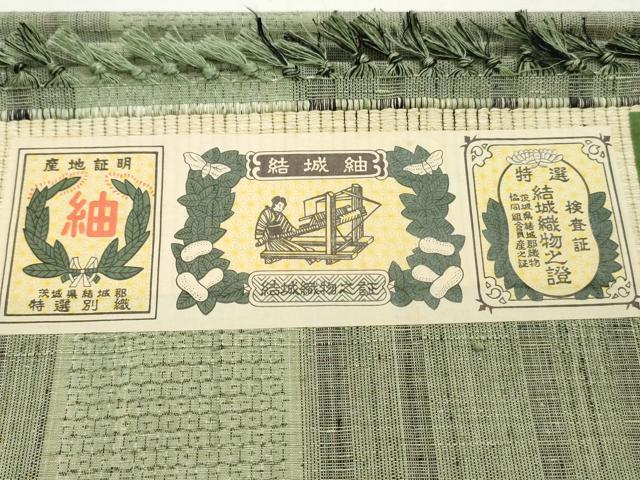 産地証明
紬
茨城県結城郡
特選別織
結城紬
結城織物之証
特選
検査証
結城織物之證
茨城県結城郡織物
協同組合員産之証